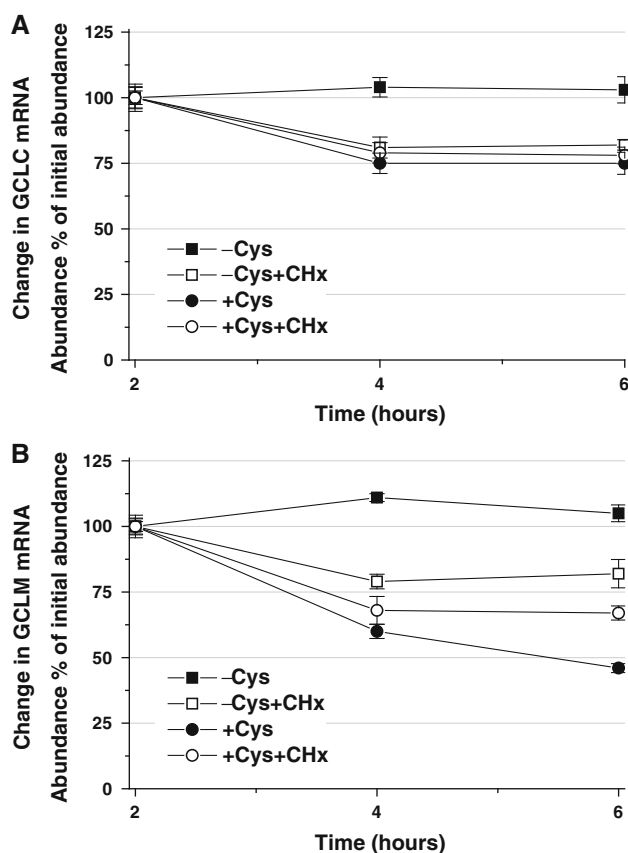 A
Change in GCLC mRNA
Abundance % of initial abundance
125
100
75
50
25
0
–Cys
–Cys+CHx
+Cys
+Cys+CHx
2
4
6
Time (hours)
B
Change in GCLM mRNA
Abundance % of initial abundance
125
100
75
50
25
0
–Cys
–Cys+CHx
+Cys
+Cys+CHx
2
4
6
Time (hours)